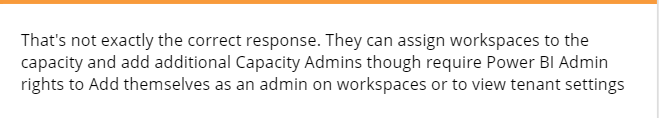 That's not exactly the correct response. They can assign workspaces to the
capacity and add additional Capacity Admins though require Power BI Admin
rights to Add themselves as an admin on workspaces or to view tenant settings